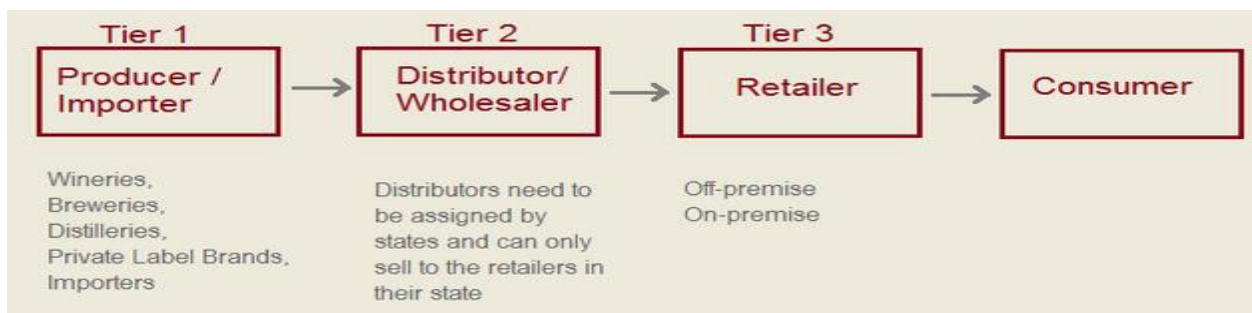 Tier 1
Producer /
Importer
Wineries,
Breweries,
Distilleries,
Private Label Brands,
Importers
Tier 2
Distributor/
Wholesaler
Distributors need to
be assigned by
states and can only
sell to the retailers in
their state
Tier 3
Retailer
Off-premise
On-premise
Consumer